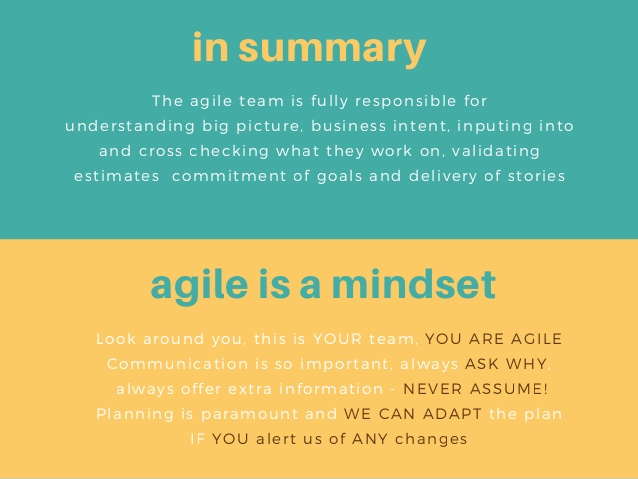 in summary
The agile team is fully responsible for
understanding big picture, business intent, inputing into
and cross checking what they work on, validating
estimates commitment of goals and delivery of stories
agile is a mindset
Look around you, this is YOUR team, YOU ARE AGILE
Communication is so important, always ASK WHY,
always offer extra information - NEVER ASSUME!
Planning is paramount and WE CAN ADAPT the plan
IF YOU alert us of ANY changes